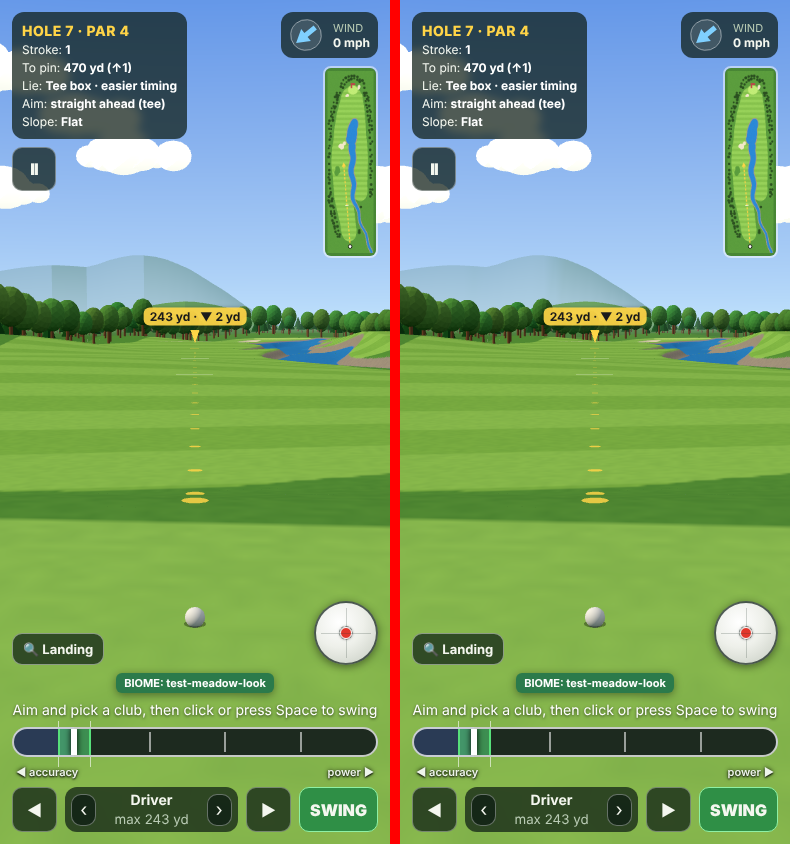 HOLE 7 · PAR 4
Stroke: 1
To pin: 470 yd (↑1)
Lie: Tee box · easier timing
Aim: straight ahead (tee)
Slope: Flat
WIND
0 mph
243 yd · ▼ 2 yd
🔍 Landing
BIOME: test-meadow-look
Aim and pick a club, then click or press Space to swing
◀ accuracy
power ▶
◀
‹
Driver
max 243 yd
›
▶
SWING
HOLE 7 · PAR 4
Stroke: 1
To pin: 470 yd (↑1)
Lie: Tee box · easier timing
Aim: straight ahead (tee)
Slope: Flat
WIND
0 mph
243 yd · ▼ 2 yd
🔍 Landing
BIOME: test-meadow-look
Aim and pick a club, then click or press Space to swing
◀ accuracy
power ▶
◀
‹
Driver
max 243 yd
›
▶
SWING